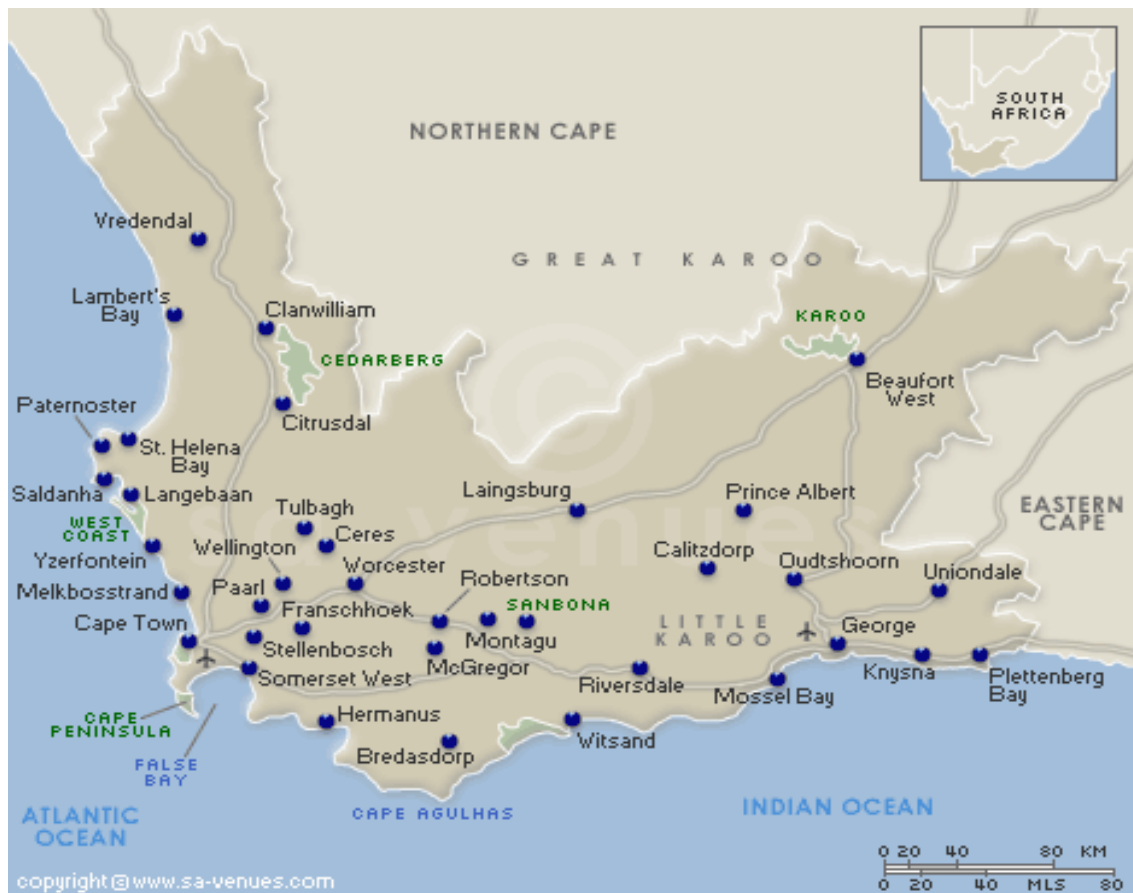 SOUTH
AFRICA
NORTHERN CAPE
Vredendal
GREAT KAROO
Lambert's
Bay
Clanwilliam
KAROO
CEDARBERG
Beaufort
West
Paternoster
Citrusdal
St. Helena
Bay
Saldanha
Langebaan
Laingsburg
Prince Albert
EASTERN
CAPE
Tulbagh
WEST
COAST
Ceres
sa-venues
©
Wellington
Yzerfontein
Calitzdorp
Oudtshoorn
Worcester
Uniondale
Robertson
Paarl
Melkbosstrand
Franschhoek
SANBONA
Cape Town
LITTLE
KAROO
George
Montagu
Stellenbosch
McGregor
Somerset West
Riversdale
Mossel Bay
Knysna
Plettenberg
Bay
CAPE
PENINSULA
Hermanus
Witsand
Bredasdorp
FALSE
BAY
ATLANTIC
OCEAN
CAPE AGULHAS
INDIAN OCEAN
0 20 40 80 KM
0 20 40 MLS 80
copyright@www.sa-venues.com